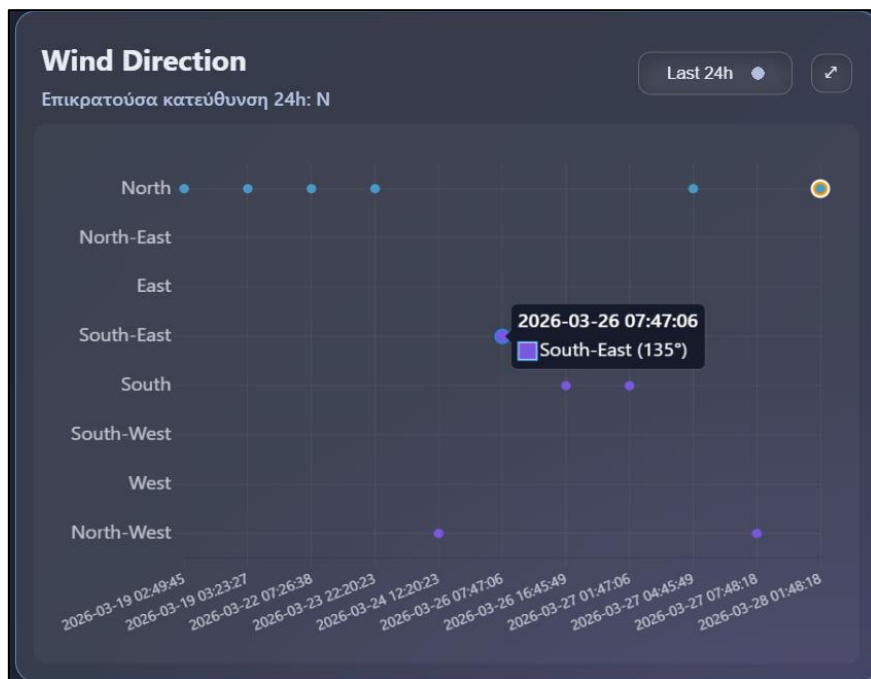 Wind Direction
Last 24h
Επικρατούσα κατεύθυνση 24h: N
North
North-East
East
South-East
2026-03-26 07:47:06
South-East (135°)
South
South-West
West
North-West
2026-03-19 02:49:45
2026-03-19 03:23:27
2026-03-22 07:26:38
2026-03-23 22:20:23
2026-03-24 12:20:23
2026-03-26 07:47:06
2026-03-26 16:45:49
2026-03-27 01:47:06
2026-03-27 04:45:49
2026-03-27 07:48:18
2026-03-28 01:48:18